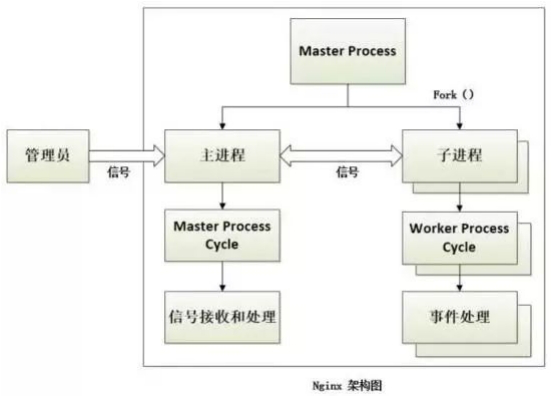 Master Process
Fork ()
管理员
信号
主进程
信号
子进程
Master Process
Cycle
Worker Process
Cycle
信号接收和处理
事件处理
Nginx 架构图